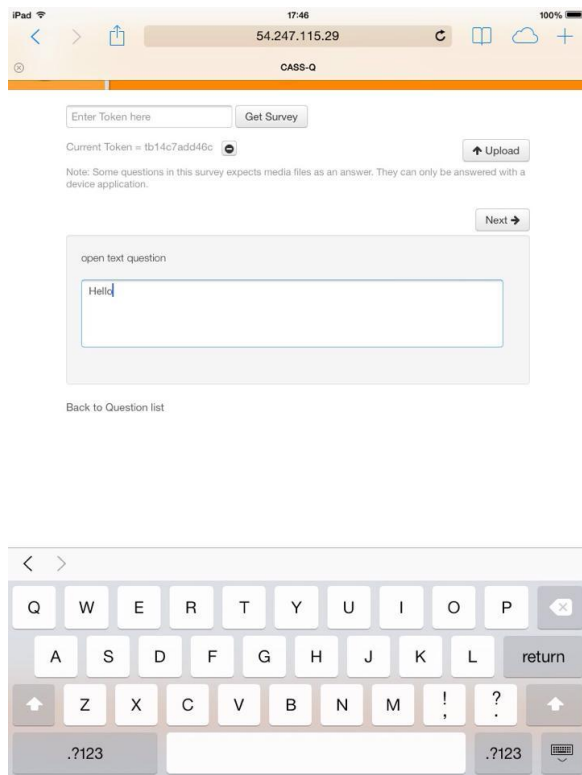 iPad 17:46 100%
54.247.115.29
CASS-Q
Enter Token here Get Survey
Current Token = tb14c7add46c Upload
Note: Some questions in this survey expects media files as an answer. They can only be answered with a
device application.
Next
open text question
Hello
Back to Question list
Q W E R T Y U I O P
A S D F G H J K L return
Z X C V B N M ! , ? .
.?123 .?123